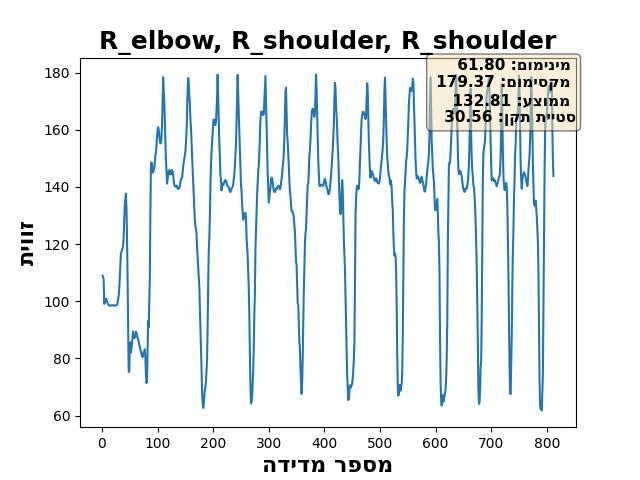 R_elbow, R_shoulder, R_shoulder
מינימום: 61.80
מקסימום: 179.37
ממוצע: 132.81
סטיית תקן: 30.56
זווית
180
160
140
120
100
80
60
0 100 200 300 400 500 600 700 800
מספר מדידה